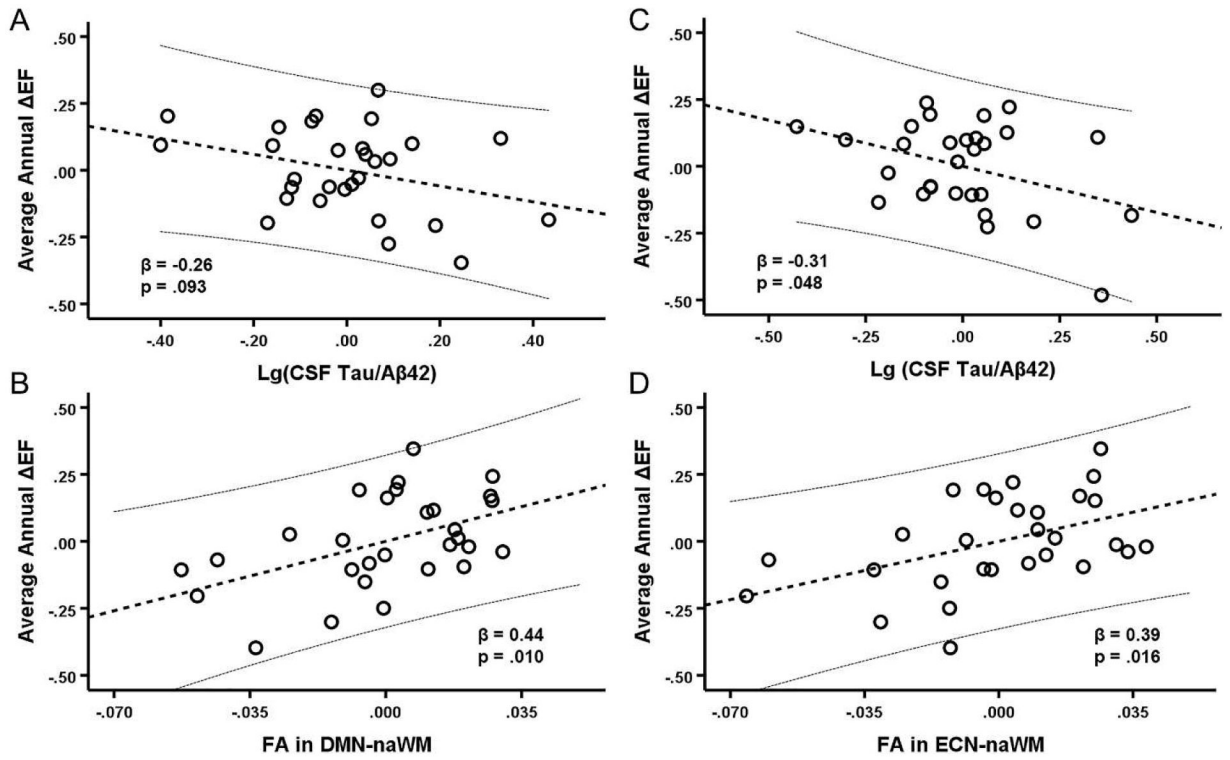 A
Average Annual ΔEF
.50
.25
.00
-.25
-.50
β = -0.26
p = .093
-.40
-.20
.00
.20
.40
Lg(CSF Tau/Aβ42)
C
Average Annual ΔEF
.50
.25
.00
-.25
-.50
β = -0.31
p = .048
-.50
-.25
.00
.25
.50
Lg (CSF Tau/Aβ42)
B
Average Annual ΔEF
.50
.25
.00
-.25
-.50
β = 0.44
p = .010
-.070
-.035
.000
.035
FA in DMN-naWM
D
Average Annual ΔEF
.50
.25
.00
-.25
-.50
β = 0.39
p = .016
-.070
-.035
.000
.035
FA in ECN-naWM